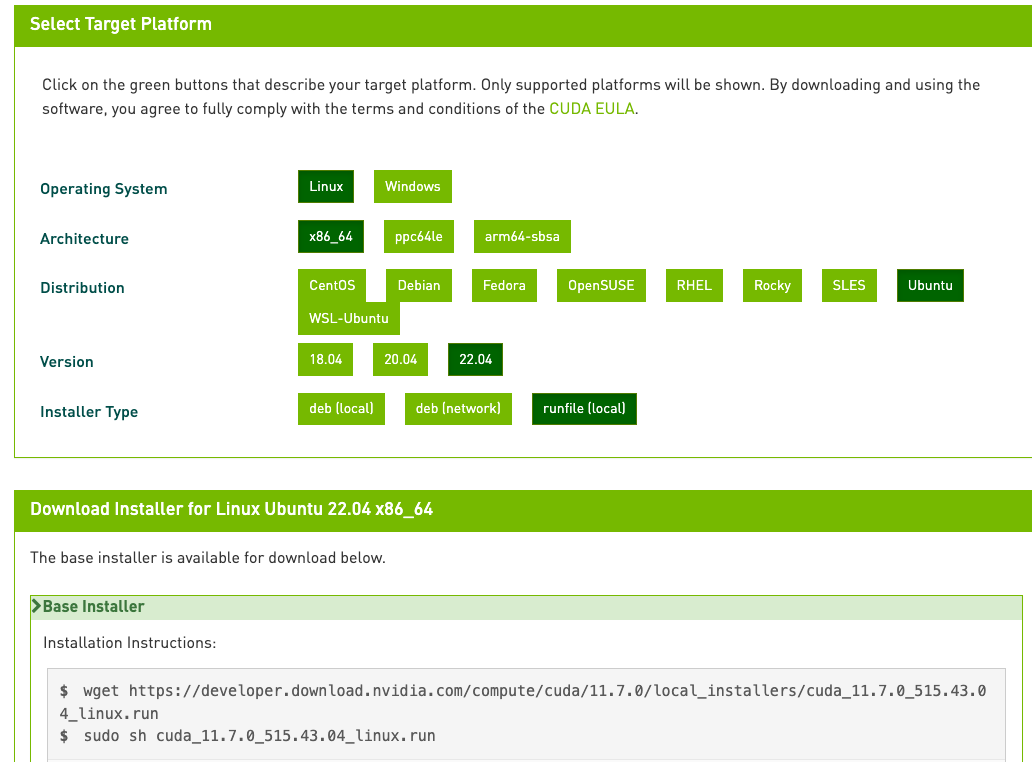 Select Target Platform
Click on the green buttons that describe your target platform. Only supported platforms will be shown. By downloading and using the
software, you agree to fully comply with the terms and conditions of the CUDA EULA.
Operating System
Linux Windows
Architecture
x86_64 ppc64le arm64-sbsa
Distribution
CentOS Debian Fedora OpenSUSE RHEL Rocky SLES Ubuntu
WSL-Ubuntu
Version
18.04 20.04 22.04
Installer Type
deb (local) deb (network) runfile (local)
Download Installer for Linux Ubuntu 22.04 x86_64
The base installer is available for download below.
Base Installer
Installation Instructions:
$ wget https://developer.download.nvidia.com/compute/cuda/11.7.0/local_installers/cuda_11.7.0_515.43.0
4_linux.run
$ sudo sh cuda_11.7.0_515.43.04_linux.run